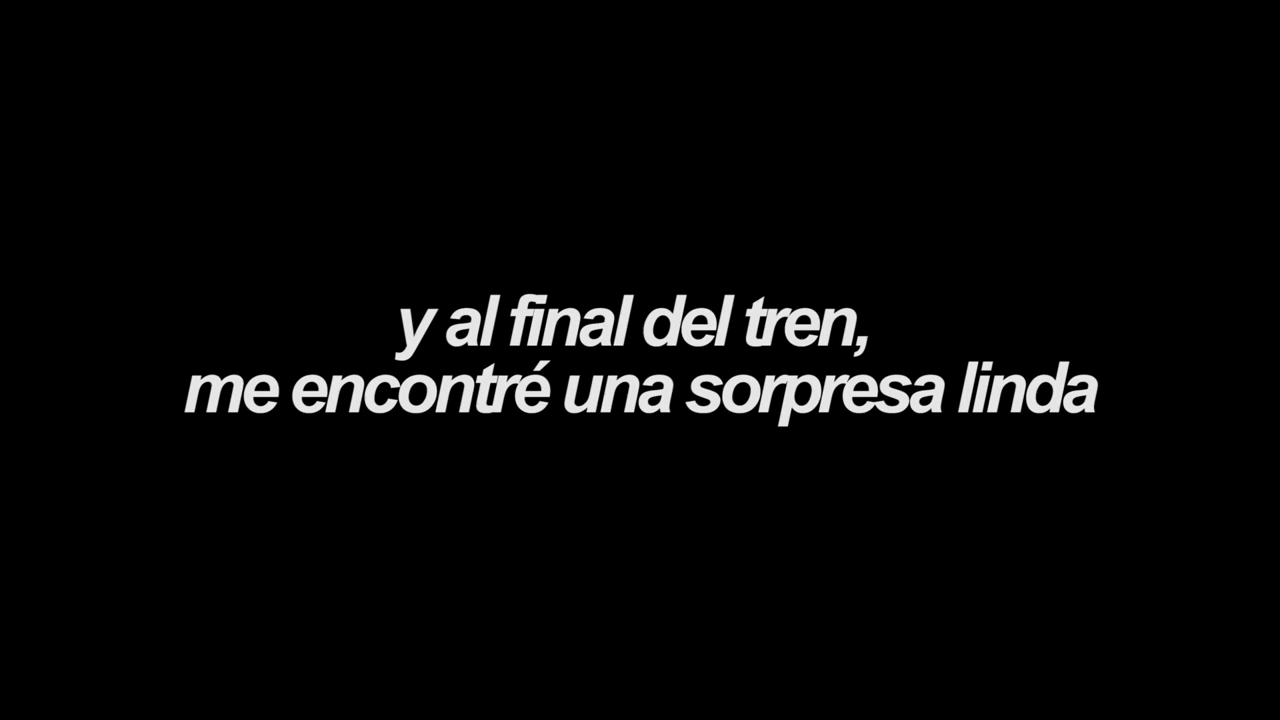 y al final del tren,
me encontré una sorpresa linda